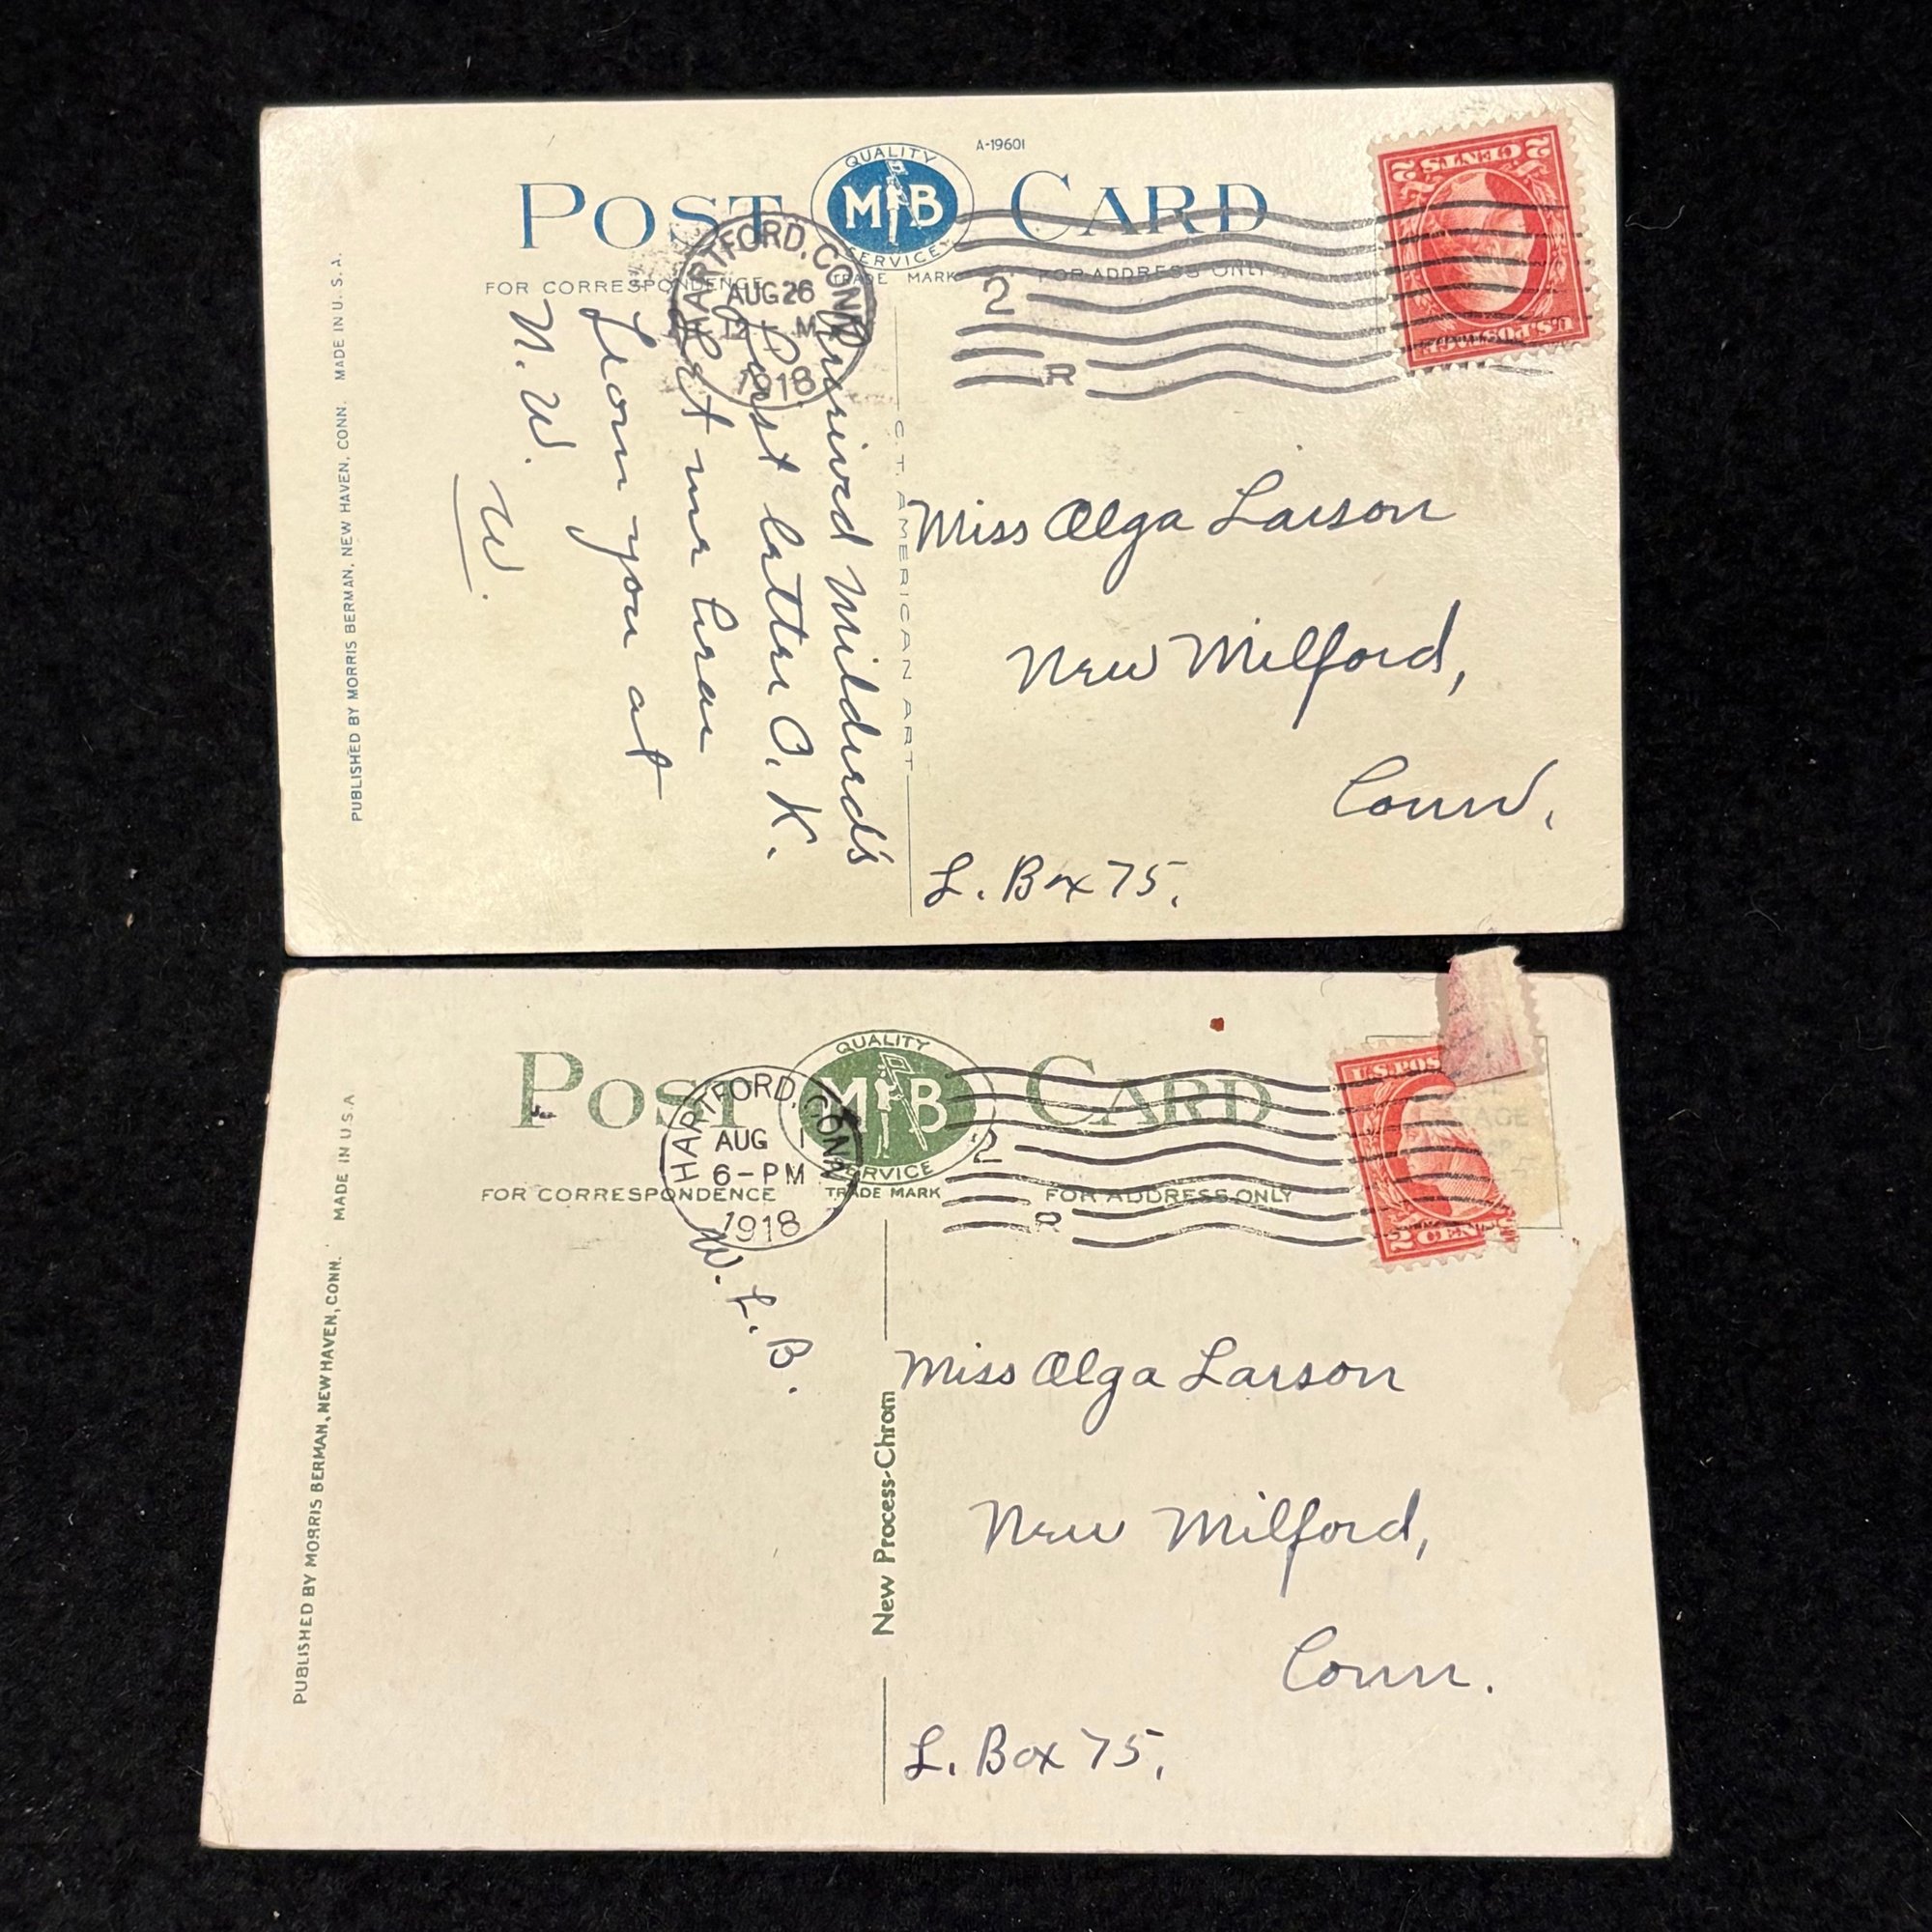 A-19601
POST CARD
QUALITY
MB
SERVICE
TRADE MARK
FOR CORRESPONDENCE
FOR ADDRESS ONLY
HARTFORD, CONN.
AUG 26
M
1918
2
R
2 CENTS 2
U.S. POSTAGE
Received Mildred's
last letter O.K.
Let me hear
from you at
N. W.
W.
C. T. AMERICAN ART
Miss Olga Larson
New Milford,
Conn.
L. Box 75.
PUBLISHED BY MORRIS BERMAN, NEW HAVEN, CONN. MADE IN U.S.A.
POST CARD
QUALITY
MB
SERVICE
TRADE MARK
FOR CORRESPONDENCE
FOR ADDRESS ONLY
HARTFORD, CONN.
AUG 1
6-PM
1918
2
R
U.S. POS
2 CEN
W. L. B.
New Process-Chrom
Miss Olga Larson
New Milford,
Conn.
L. Box 75.
PUBLISHED BY MORRIS BERMAN, NEW HAVEN, CONN. MADE IN U.S.A